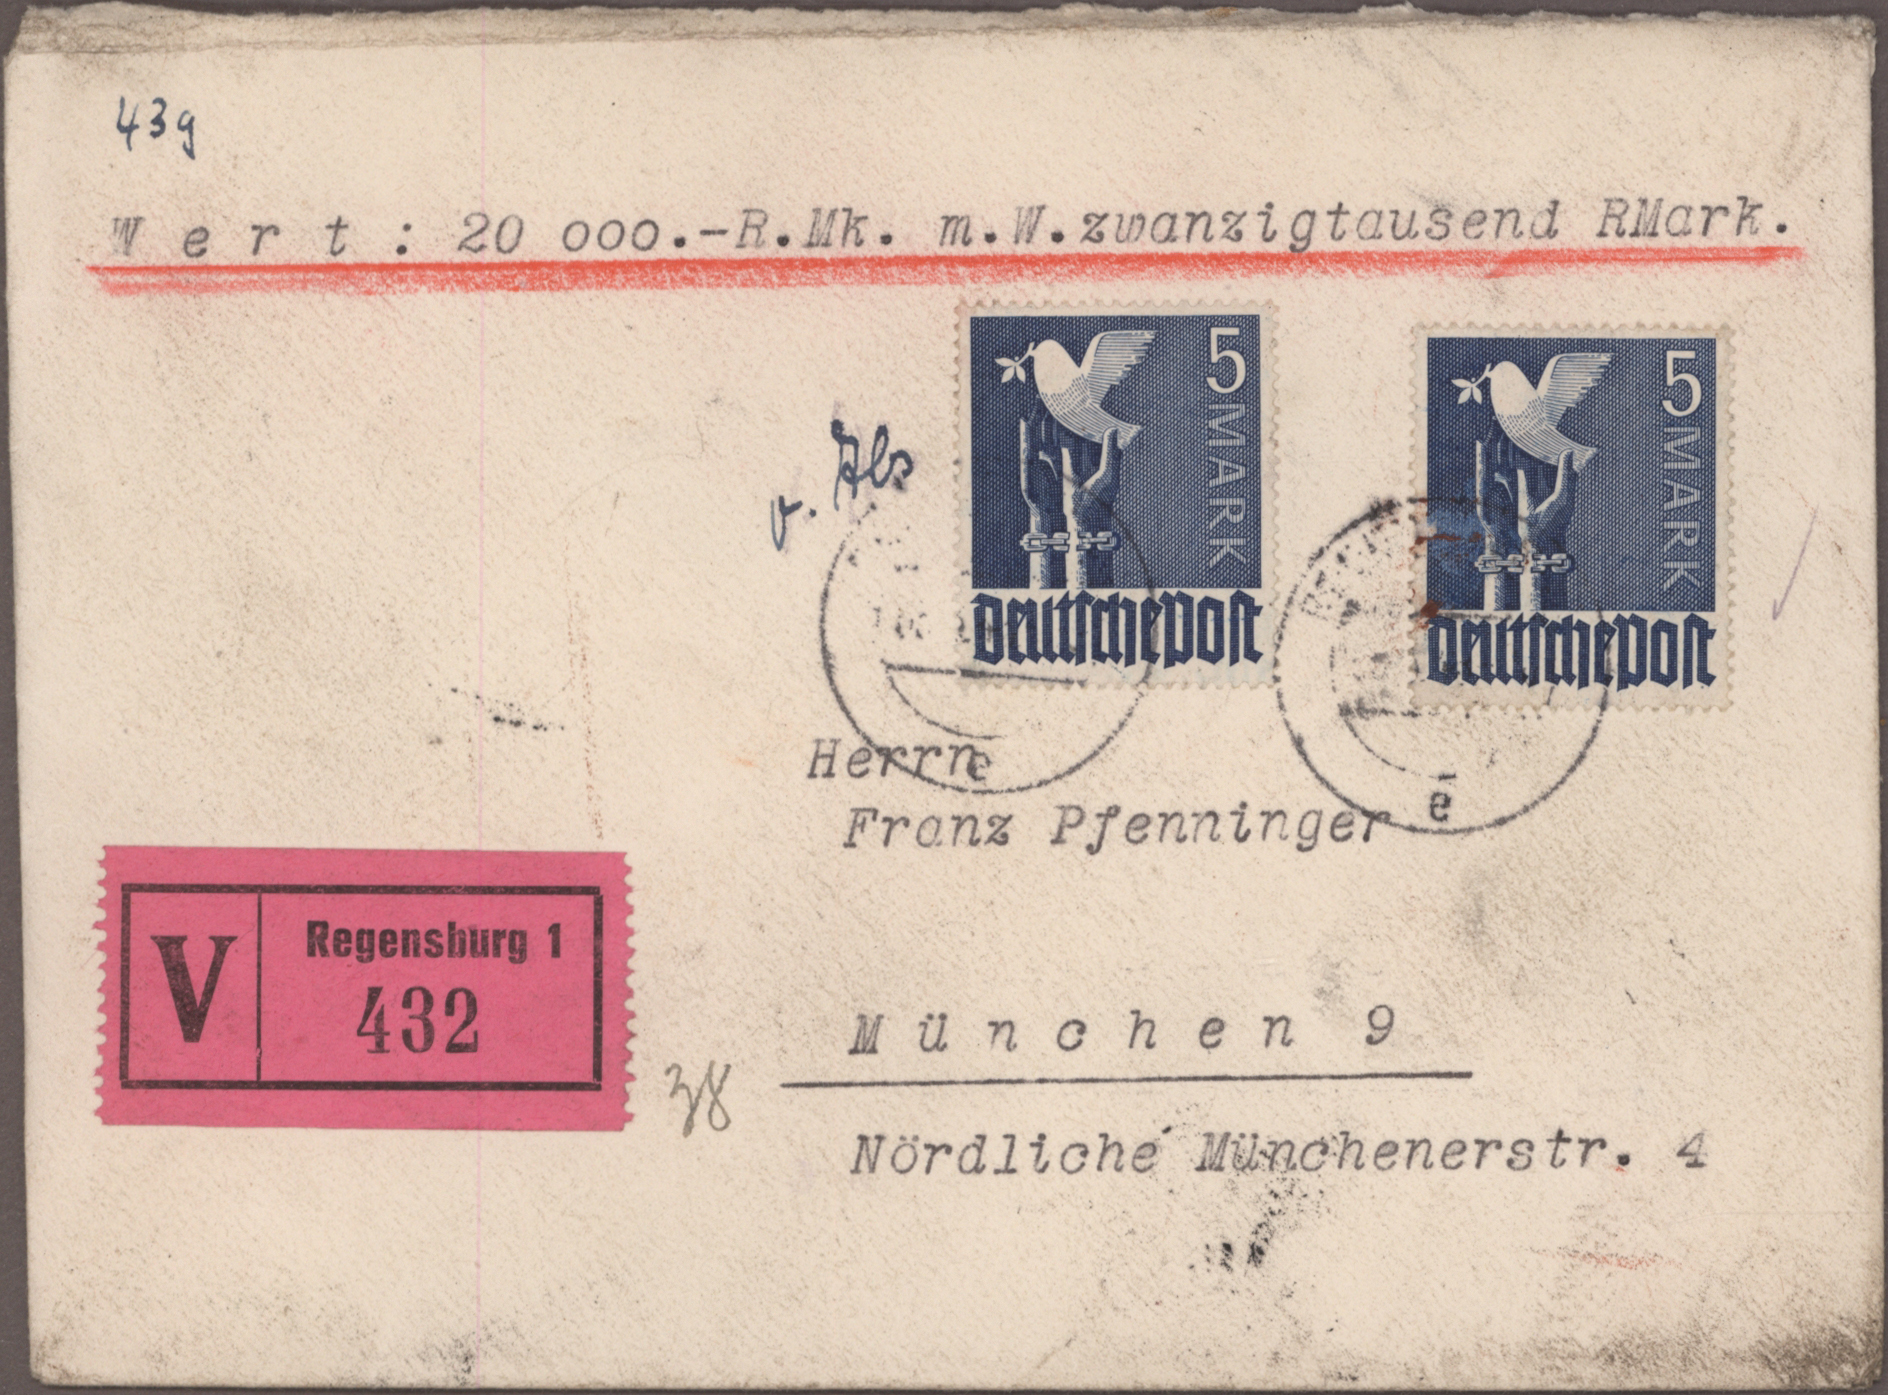 43g
W e r t : 20 000.-R.Mk. m.W.zwanzigtausend RMark.
5 MARK
Deutsche Post
5 MARK
Deutsche Post
v.
e
e
Herrn
Franz Pfenninger
V
Regensburg 1
432
38
M ü n c h e n 9
Nördliche Münchenerstr. 4